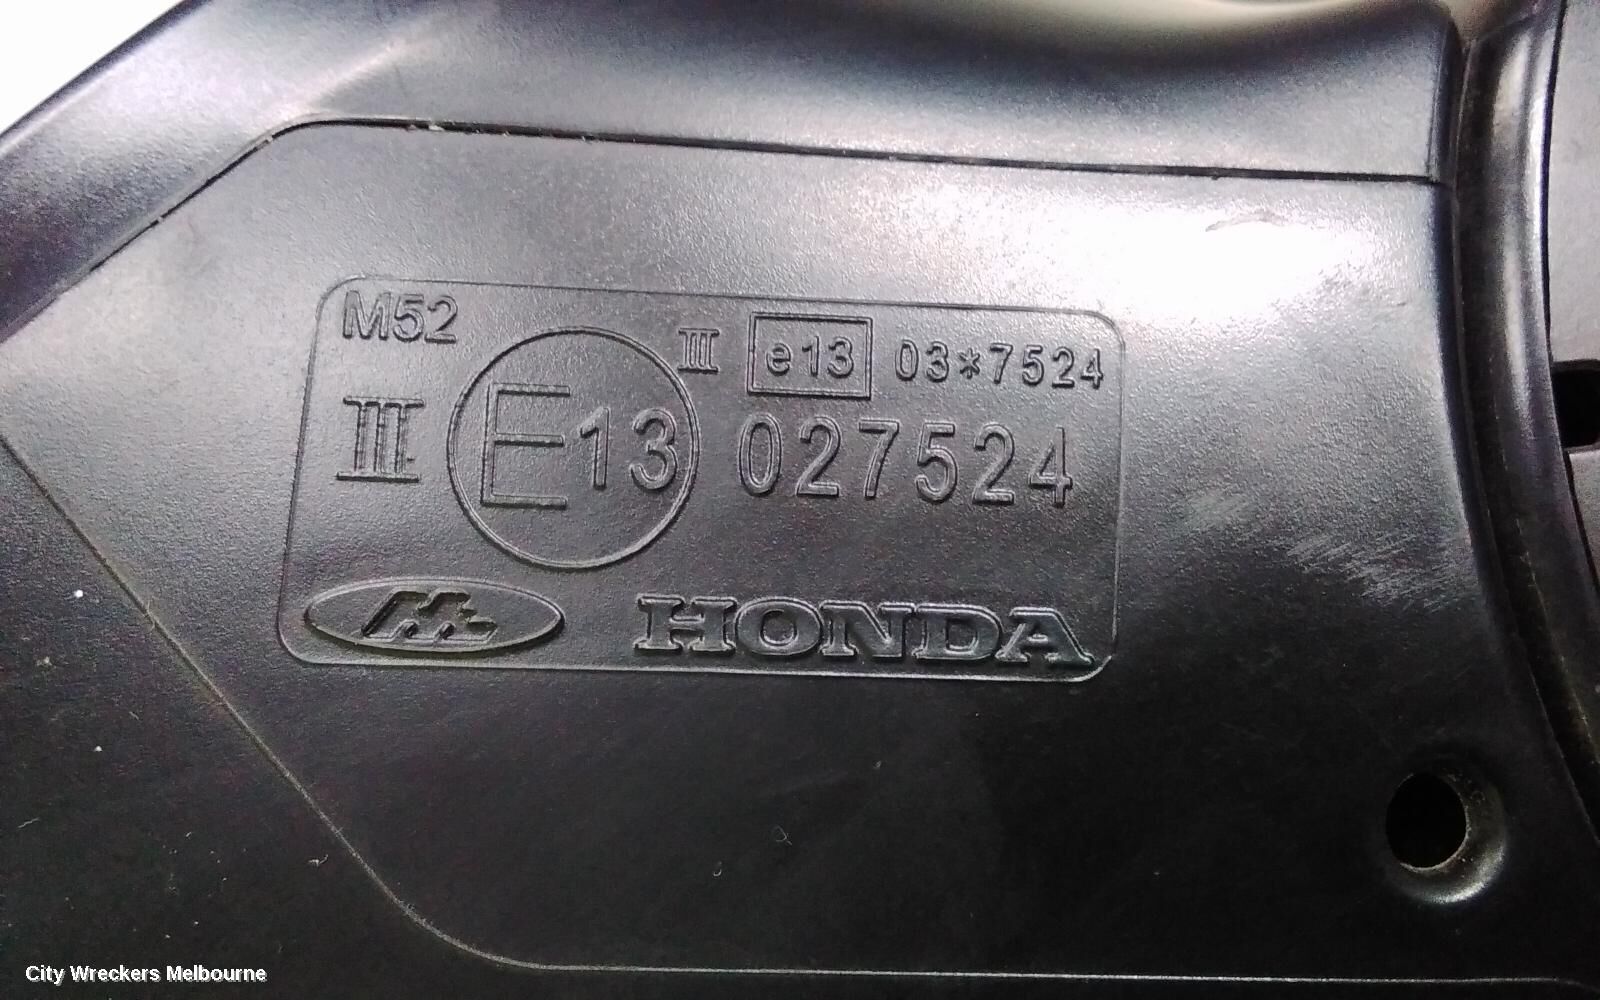 M52
III e13 03*7524
III E13 027524
HONDA
City Wreckers Melbourne